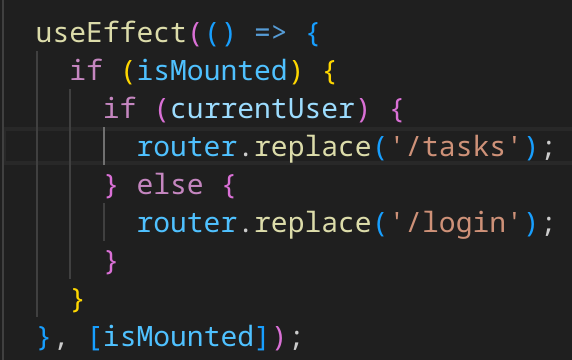 useEffect(() => {
  if (isMounted) {
    if (currentUser) {
      router.replace('/tasks');
    } else {
      router.replace('/login');
    }
  }
}, [isMounted]);